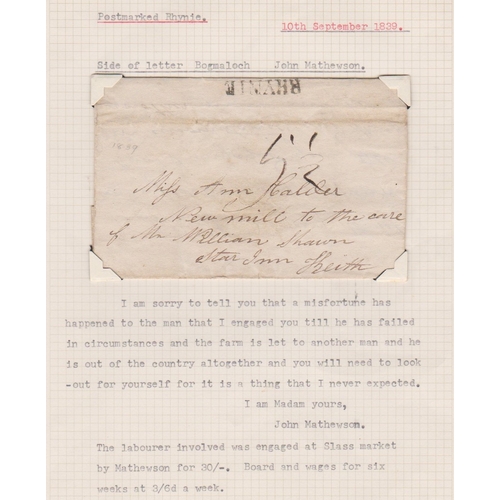 Postmarked Rhynie.
10th September 1839.
Side of letter Bogmaloch John Mathewson.
RHYNIE
1839
Miss Ann Calder
New mill to the care
of Mr William Shawn
Star Inn Keith
I am sorry to tell you that a misfortune has
happened to the man that I engaged you till he has failed
in circumstances and the farm is let to another man and he
is out of the country altogether and you will need to look
-out for yourself for it is a thing that I never expected.
I am Madam yours,
John Mathewson.
The labourer involved was engaged at Slass market
by Mathewson for 30/-. Board and wages for six
weeks at 3/6d a week.